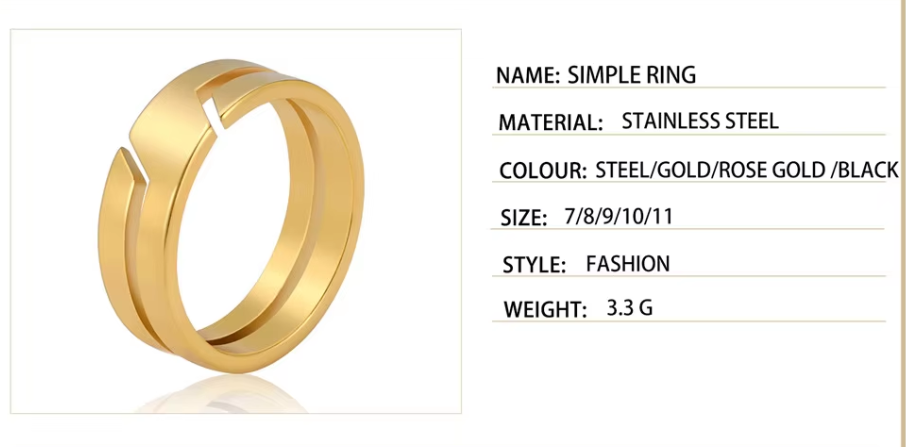 NAME: SIMPLE RING
MATERIAL: STAINLESS STEEL
COLOUR: STEEL/GOLD/ROSE GOLD /BLACK
SIZE: 7/8/9/10/11
STYLE: FASHION
WEIGHT: 3.3 G